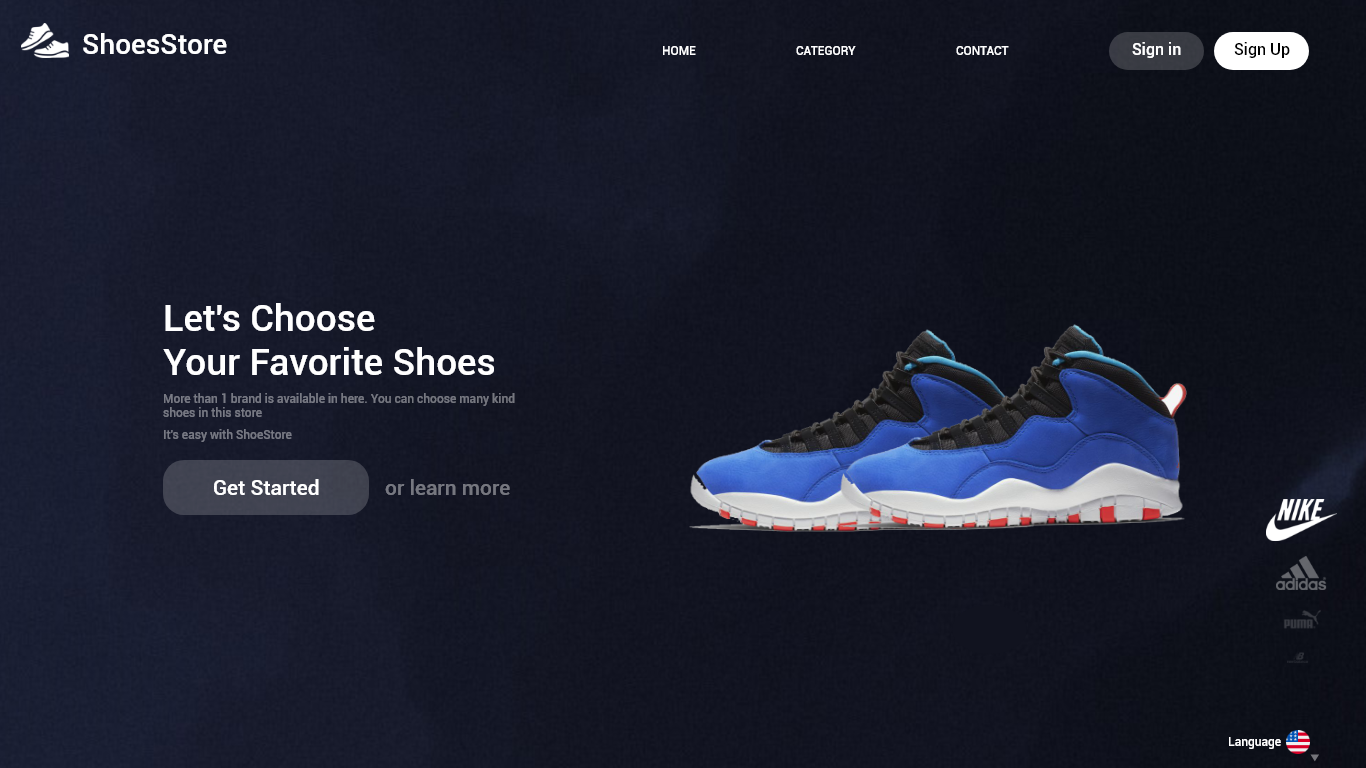 ShoesStore
HOME
CATEGORY
CONTACT
Sign in
Sign Up
Let's Choose
Your Favorite Shoes
More than 1 brand is available in here. You can choose many kind
shoes in this store
It's easy with ShoeStore
Get Started
or learn more
NIKE
adidas
PUMA
Language